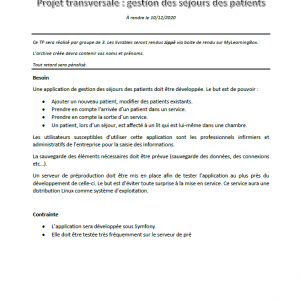 Projet transversale : gestion des séjours des patients
A rendre le 10/12/2020
Ce TP sera réalisé par groupe de 3. Les livrables seront rendus zippé via boite de rendu sur MyLearningBox.
L'archive créée devra contenir vos noms et prénoms.
Tout retard sera pénalisé.
Besoin
Une application de gestion des séjours des patients doit être développée. Le but est de pouvoir :
• Ajouter un nouveau patient, modifier des patients existants.
• Prendre en compte l'arrivée dans un service.
• Prendre en compte la sortie d'un service.
• Un patient, lors d'un séjour, est affecté à un lit qui est lui-même dans une chambre.
Les utilisateurs susceptibles d'utiliser cette application sont les professionnels infirmiers et
administratifs de l'entreprise pour la saisie des informations.
La sauvegarde des éléments nécessaires doit être prévue (sauvegarde des données, des connexions
etc…).
Un serveur de préproduction doit être mis en place afin de tester l'application au plus près du
développement de celle-ci. Le but est d'éviter toute surprise à la mise en service. Ce service aura une
distribution Linux comme système d'exploitation.
Contrainte
• L'application sera développée sous Symfony.
• Elle doit être testée très fréquemment sur le serveur de pré